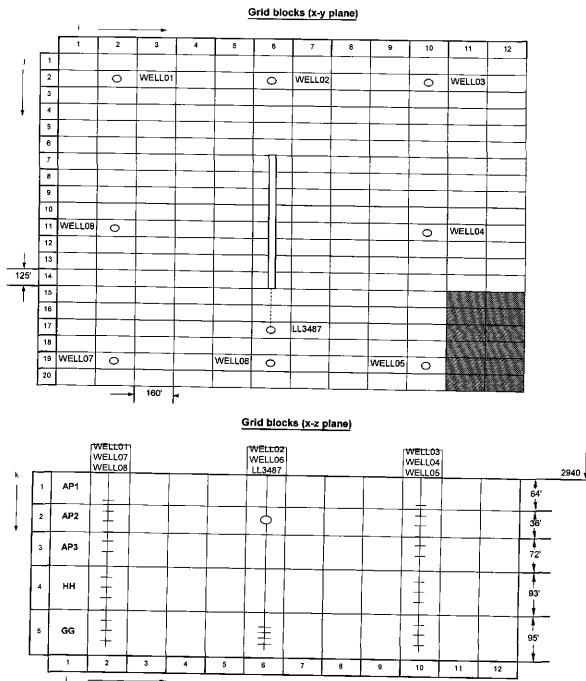 Grid blocks (x-y plane)
i
1 2 3 4 5 6 7 8 9 10 11 12
j
1
2 WELL01 WELL02 WELL03
3
4
5
6
7
8
9
10
11 WELL08 WELL04
12
13
125' 14
15
16
17 LL3487
18
19 WELL07 WELL06 WELL05
20
160'
Grid blocks (x-z plane)
WELL01 WELL02 WELL03
WELL07 WELL06 WELL04
WELL08 LL3487 WELL05
k 2940
1 AP1 64'
2 AP2 36'
3 AP3 72'
4 HH 93'
5 GG 95'
1 2 3 4 5 6 7 8 9 10 11 12
i